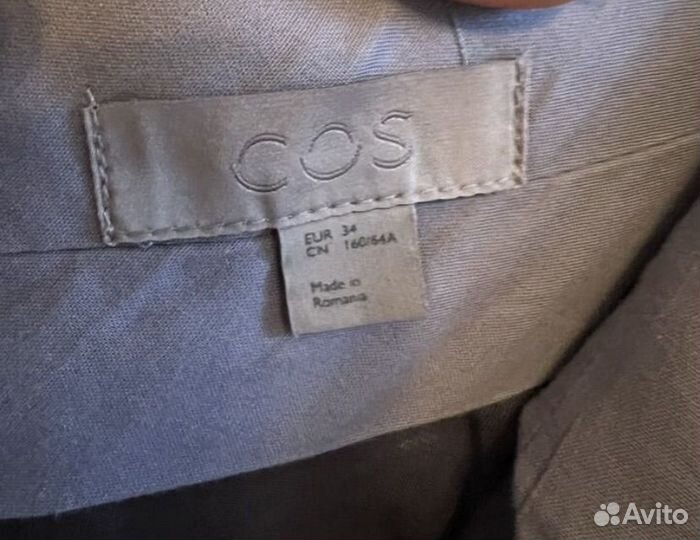 COS
EUR 34
CN 160/64A
Made in
Romania
Avito